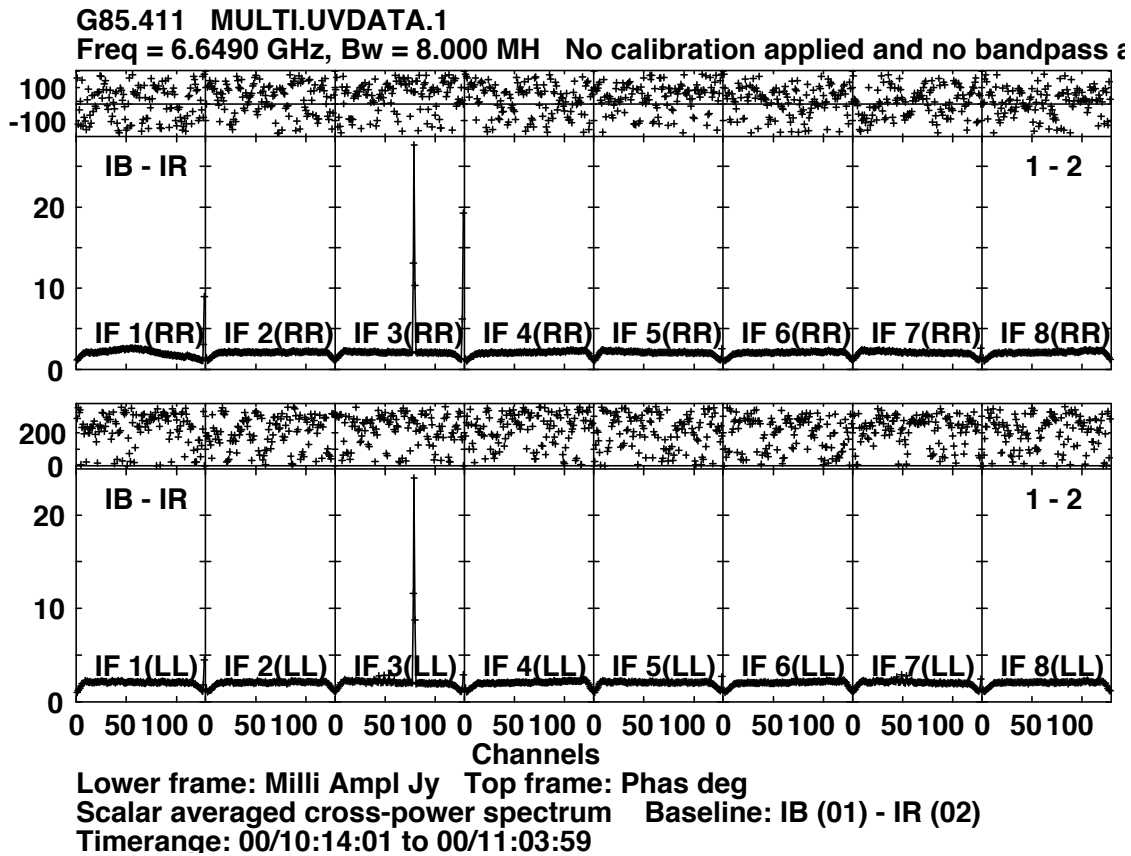 G85.411 MULTI.UVDATA.1
Freq = 6.6490 GHz, Bw = 8.000 MH No calibration applied and no bandpass a
100
-100
IB - IR 1 - 2
20
10
IF 1(RR) IF 2(RR) IF 3(RR) IF 4(RR) IF 5(RR) IF 6(RR) IF 7(RR) IF 8(RR)
0
200
0
IB - IR 1 - 2
20
10
IF 1(LL) IF 2(LL) IF 3(LL) IF 4(LL) IF 5(LL) IF 6(LL) IF 7(LL) IF 8(LL)
0
0 50 100 0 50 100 0 50 100 0 50 100 0 50 100 0 50 100 0 50 100 0 50 100
Channels
Lower frame: Milli Ampl Jy Top frame: Phas deg
Scalar averaged cross-power spectrum Baseline: IB (01) - IR (02)
Timerange: 00/10:14:01 to 00/11:03:59